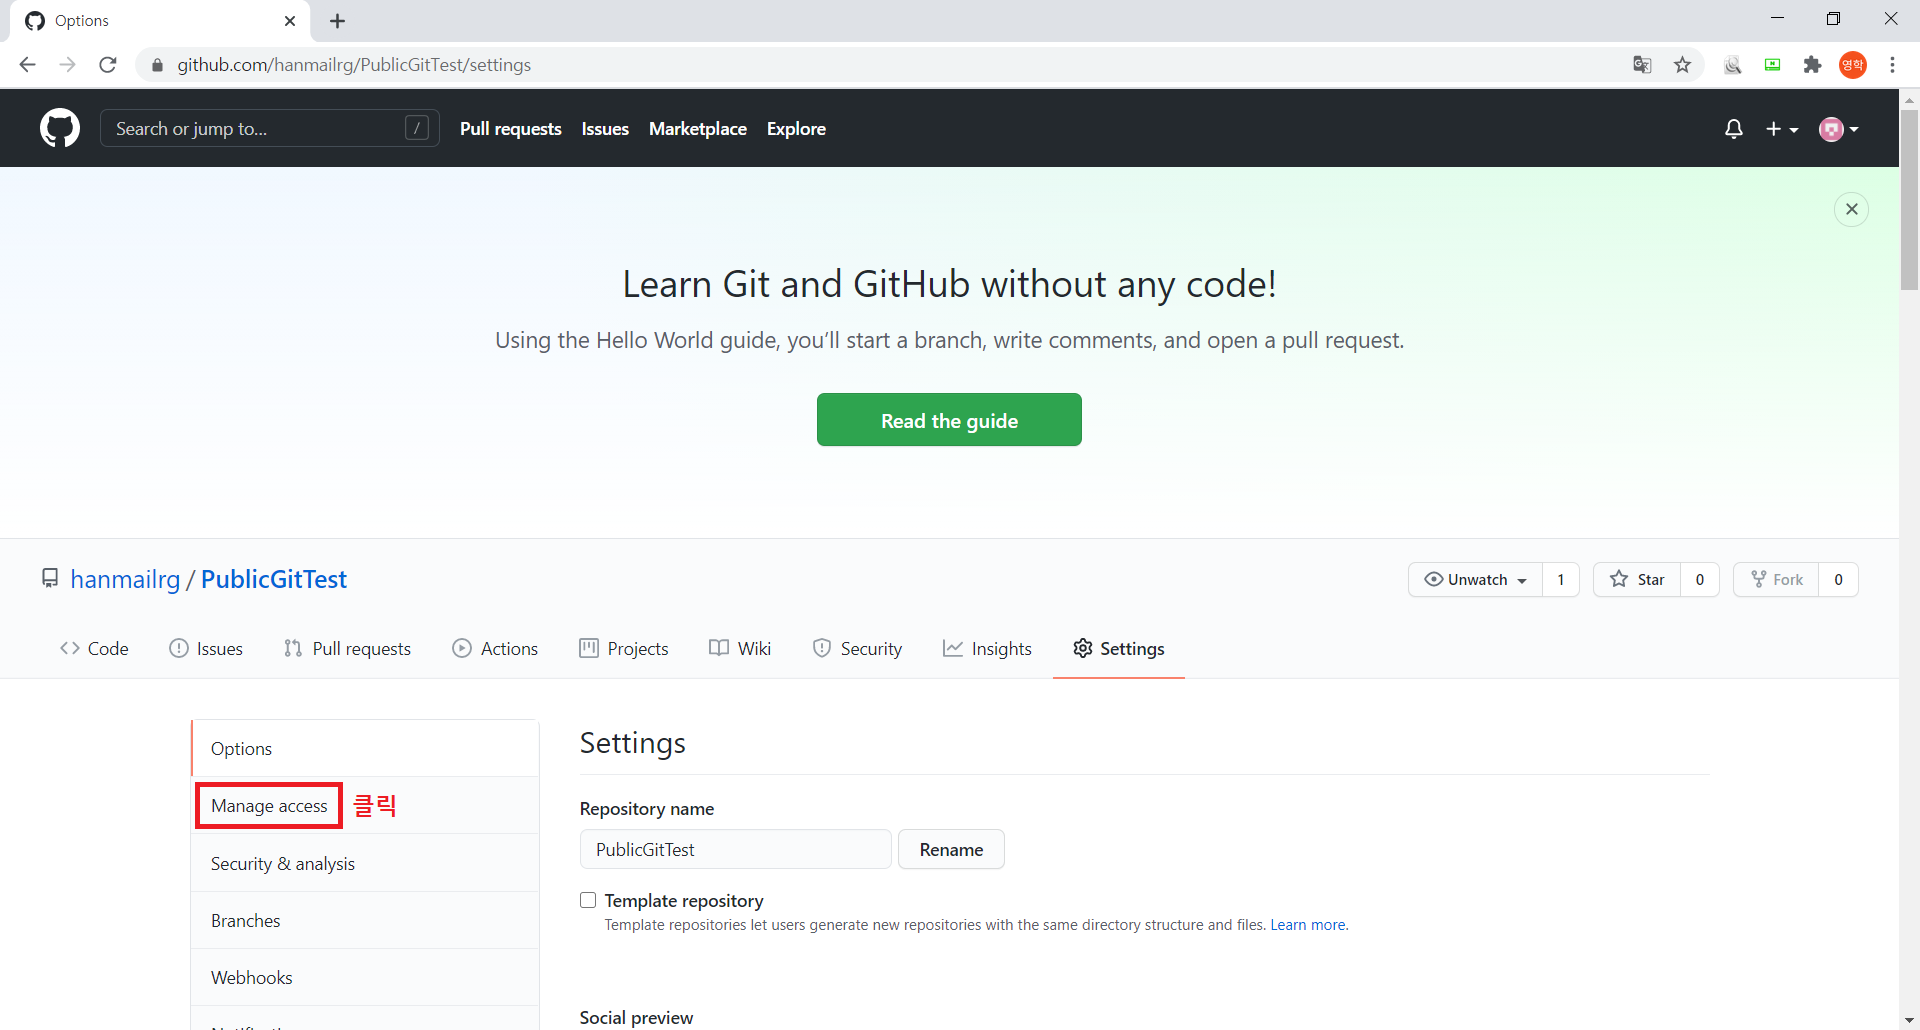 Options
github.com/hanmailrg/PublicGitTest/settings
영학
Search or jump to...
/
Pull requests
Issues
Marketplace
Explore
Learn Git and GitHub without any code!
Using the Hello World guide, you’ll start a branch, write comments, and open a pull request.
Read the guide
hanmailrg / PublicGitTest
Unwatch 1
Star 0
Fork 0
Code
Issues
Pull requests
Actions
Projects
Wiki
Security
Insights
Settings
Options
Manage access 클릭
Security & analysis
Branches
Webhooks
Settings
Repository name
PublicGitTest
Rename
Template repository
Template repositories let users generate new repositories with the same directory structure and files. Learn more.
Social preview